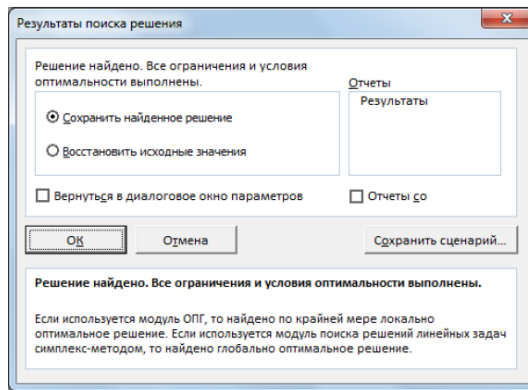 Результаты поиска решения
Решение найдено. Все ограничения и условия
оптимальности выполнены.
Отчеты
Результаты
Сохранить найденное решение
Восстановить исходные значения
Вернуться в диалоговое окно параметров
Отчеты со
ОК
Отмена
Сохранить сценарий...
Решение найдено. Все ограничения и условия оптимальности выполнены.
Если используется модуль ОПГ, то найдено по крайней мере локально
оптимальное решение. Если используется модуль поиска решений линейных задач
симплекс-методом, то найдено глобально оптимальное решение.